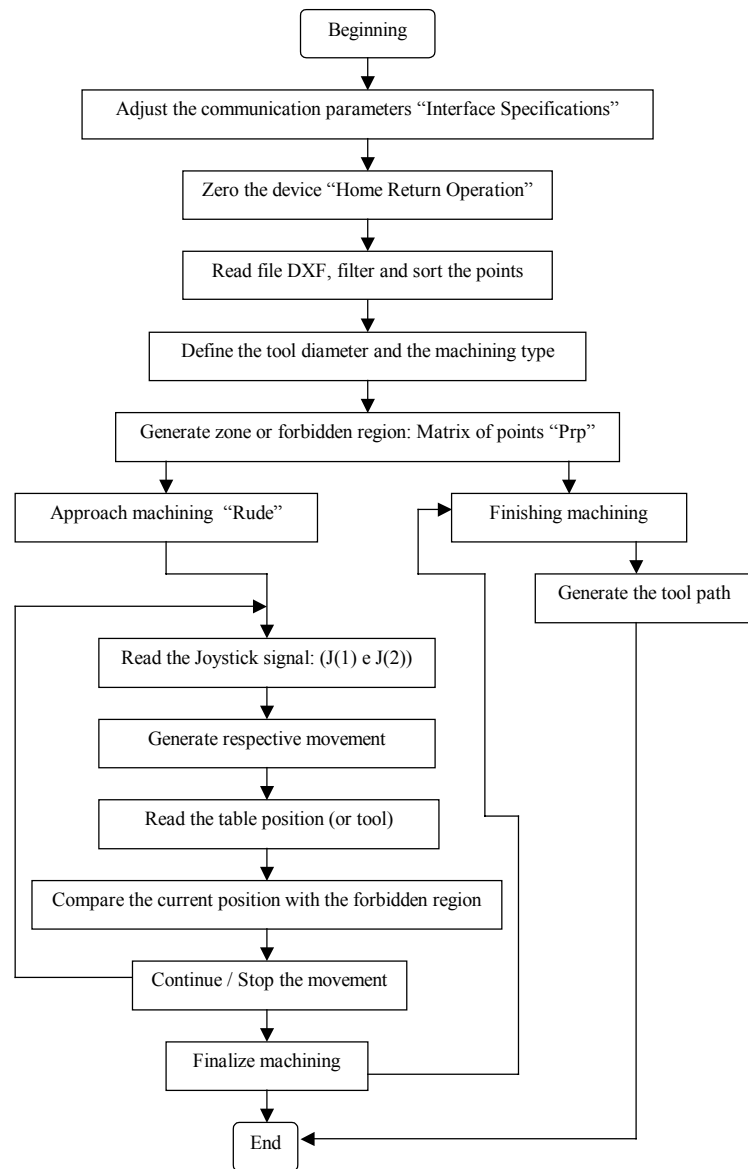 Beginning
Adjust the communication parameters “Interface Specifications”
Zero the device “Home Return Operation”
Read file DXF, filter and sort the points
Define the tool diameter and the machining type
Generate zone or forbidden region: Matrix of points “Prp”
Approach machining “Rude”
Finishing machining
Generate the tool path
Read the Joystick signal: (J(1) e J(2))
Generate respective movement
Read the table position (or tool)
Compare the current position with the forbidden region
Continue / Stop the movement
Finalize machining
End